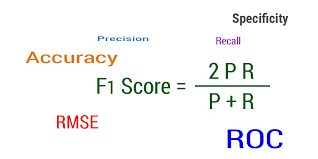 Specificity
Precision
Recall
Accuracy
F1 Score = 2 P R / P + R
RMSE
ROC